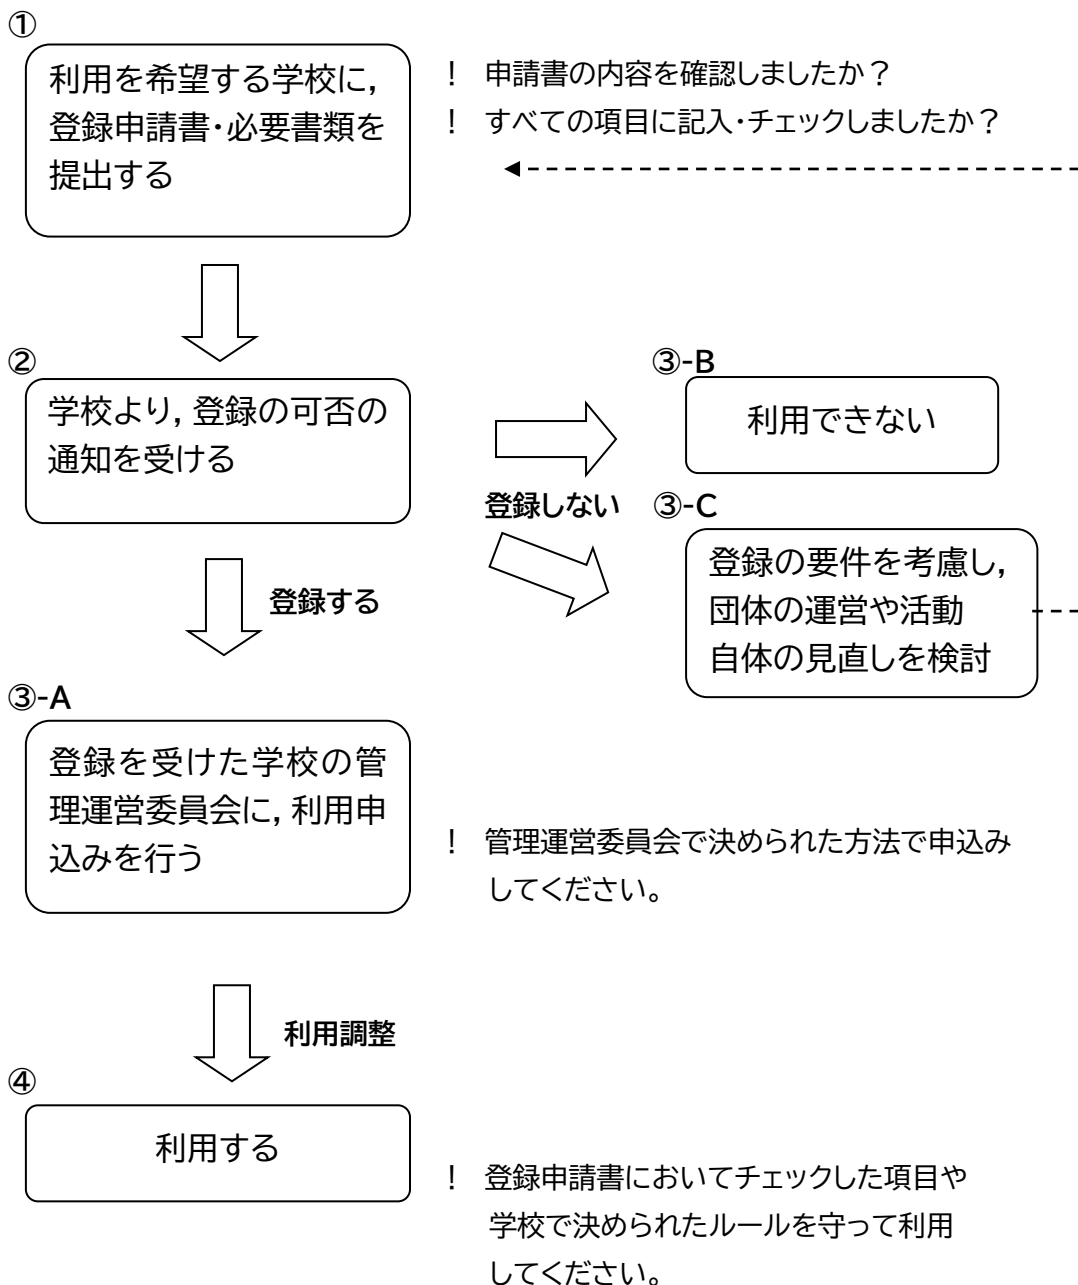 ①
利用を希望する学校に，
登録申請書・必要書類を
提出する
！ 申請書の内容を確認しましたか？
！ すべての項目に記入・チェックしましたか？
②
学校より，登録の可否の
通知を受ける
③-B
利用できない
登録しない
③-C
登録の要件を考慮し，
団体の運営や活動
自体の見直しを検討
登録する
③-A
登録を受けた学校の管
理運営委員会に，利用申
込みを行う
！ 管理運営委員会で決められた方法で申込み
してください。
利用調整
④
利用する
！ 登録申請書においてチェックした項目や
学校で決められたルールを守って利用
してください。